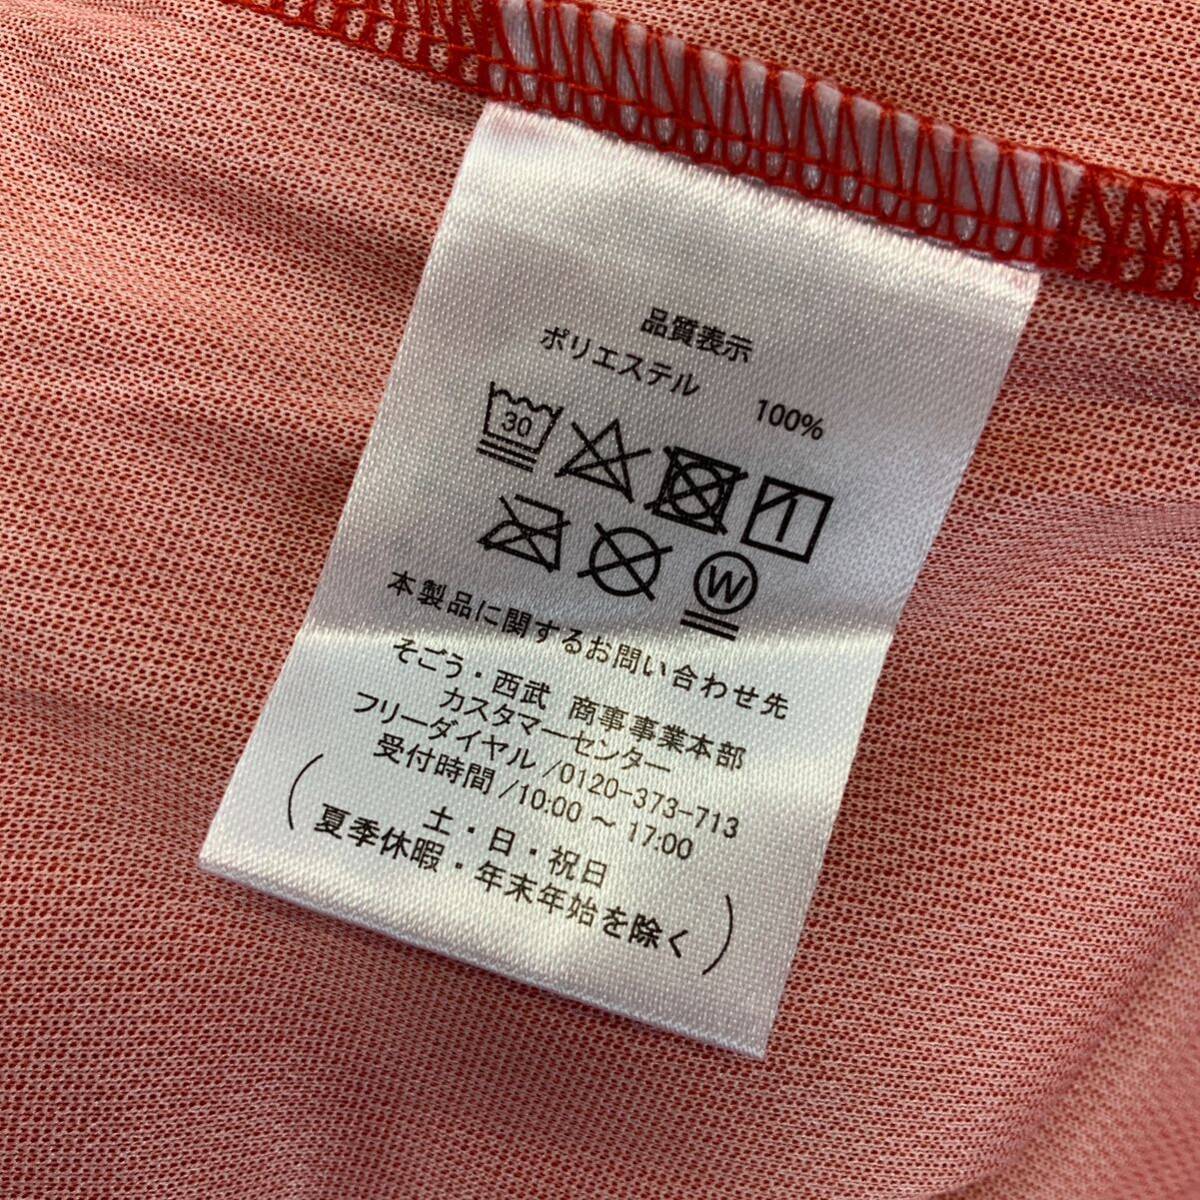 品質表示
ポリエステル 100%
30
W
本製品に関するお問い合わせ先
そごう・西武 商事事業本部
カスタマーセンター
フリーダイヤル/0120-373-713
受付時間/10:00～17:00
(土・日・祝日
夏季休暇・年末年始を除く)